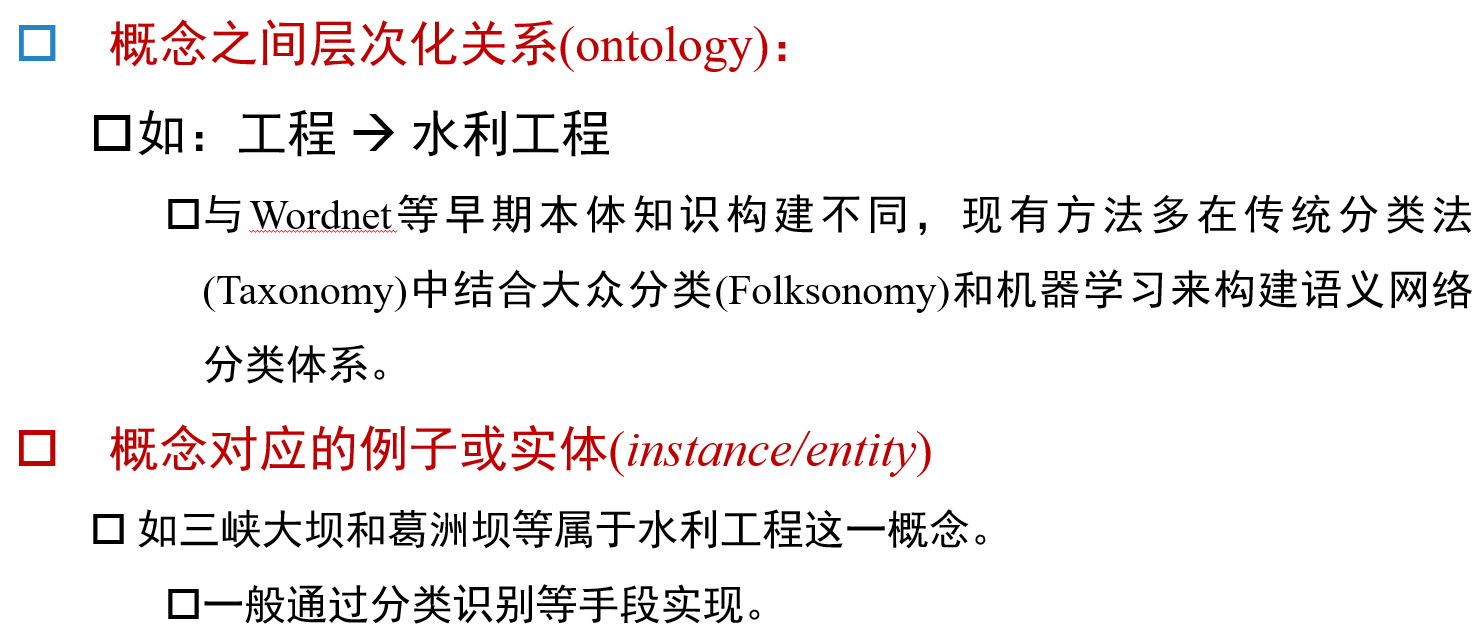 概念之间层次化关系(ontology)：
如：工程 → 水利工程
与Wordnet等早期本体知识构建不同，现有方法多在传统分类法
(Taxonomy)中结合大众分类(Folksonomy)和机器学习来构建语义网络
分类体系。
概念对应的例子或实体(instance/entity)
如三峡大坝和葛洲坝等属于水利工程这一概念。
一般通过分类识别等手段实现。